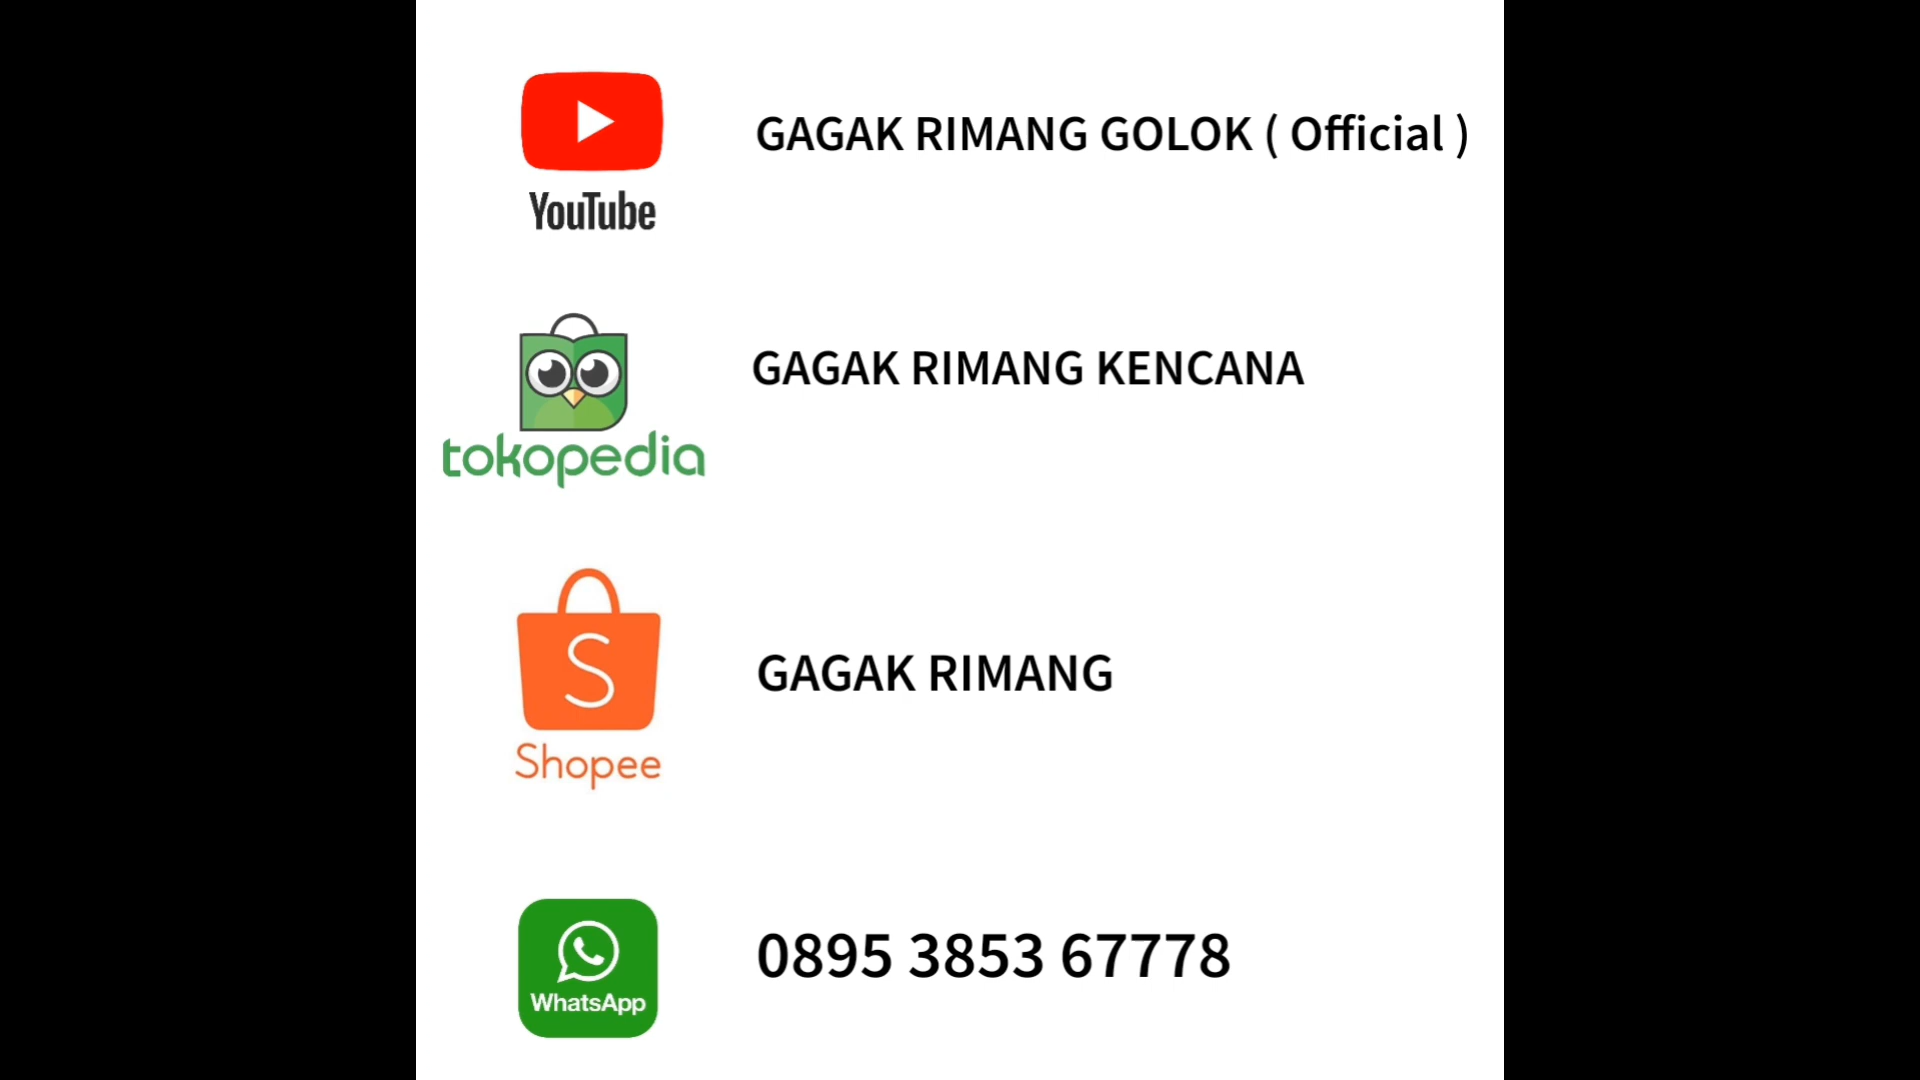 GAGAK RIMANG GOLOK ( Official )
YouTube
GAGAK RIMANG KENCANA
tokopedia
S
GAGAK RIMANG
Shopee
0895 3853 67778
WhatsApp